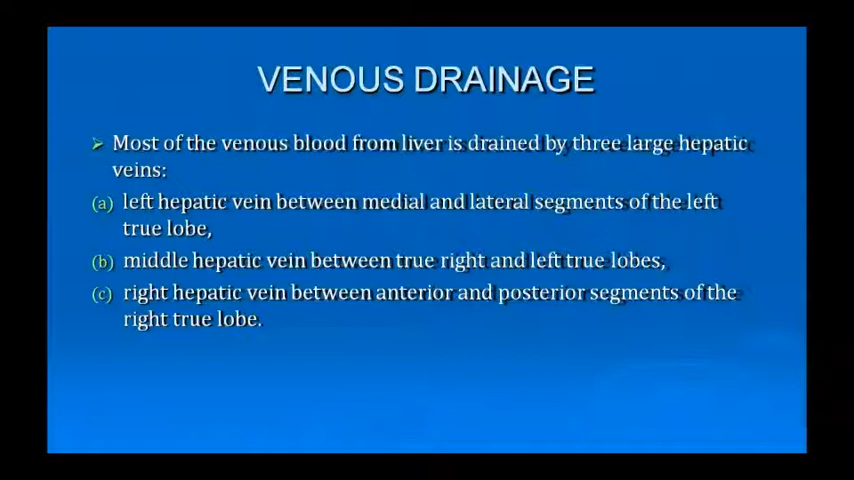 VENOUS DRAINAGE
➢ Most of the venous blood from liver is drained by three large hepatic
veins:
(a) left hepatic vein between medial and lateral segments of the left
true lobe,
(b) middle hepatic vein between true right and left true lobes,
(c) right hepatic vein between anterior and posterior segments of the
right true lobe.